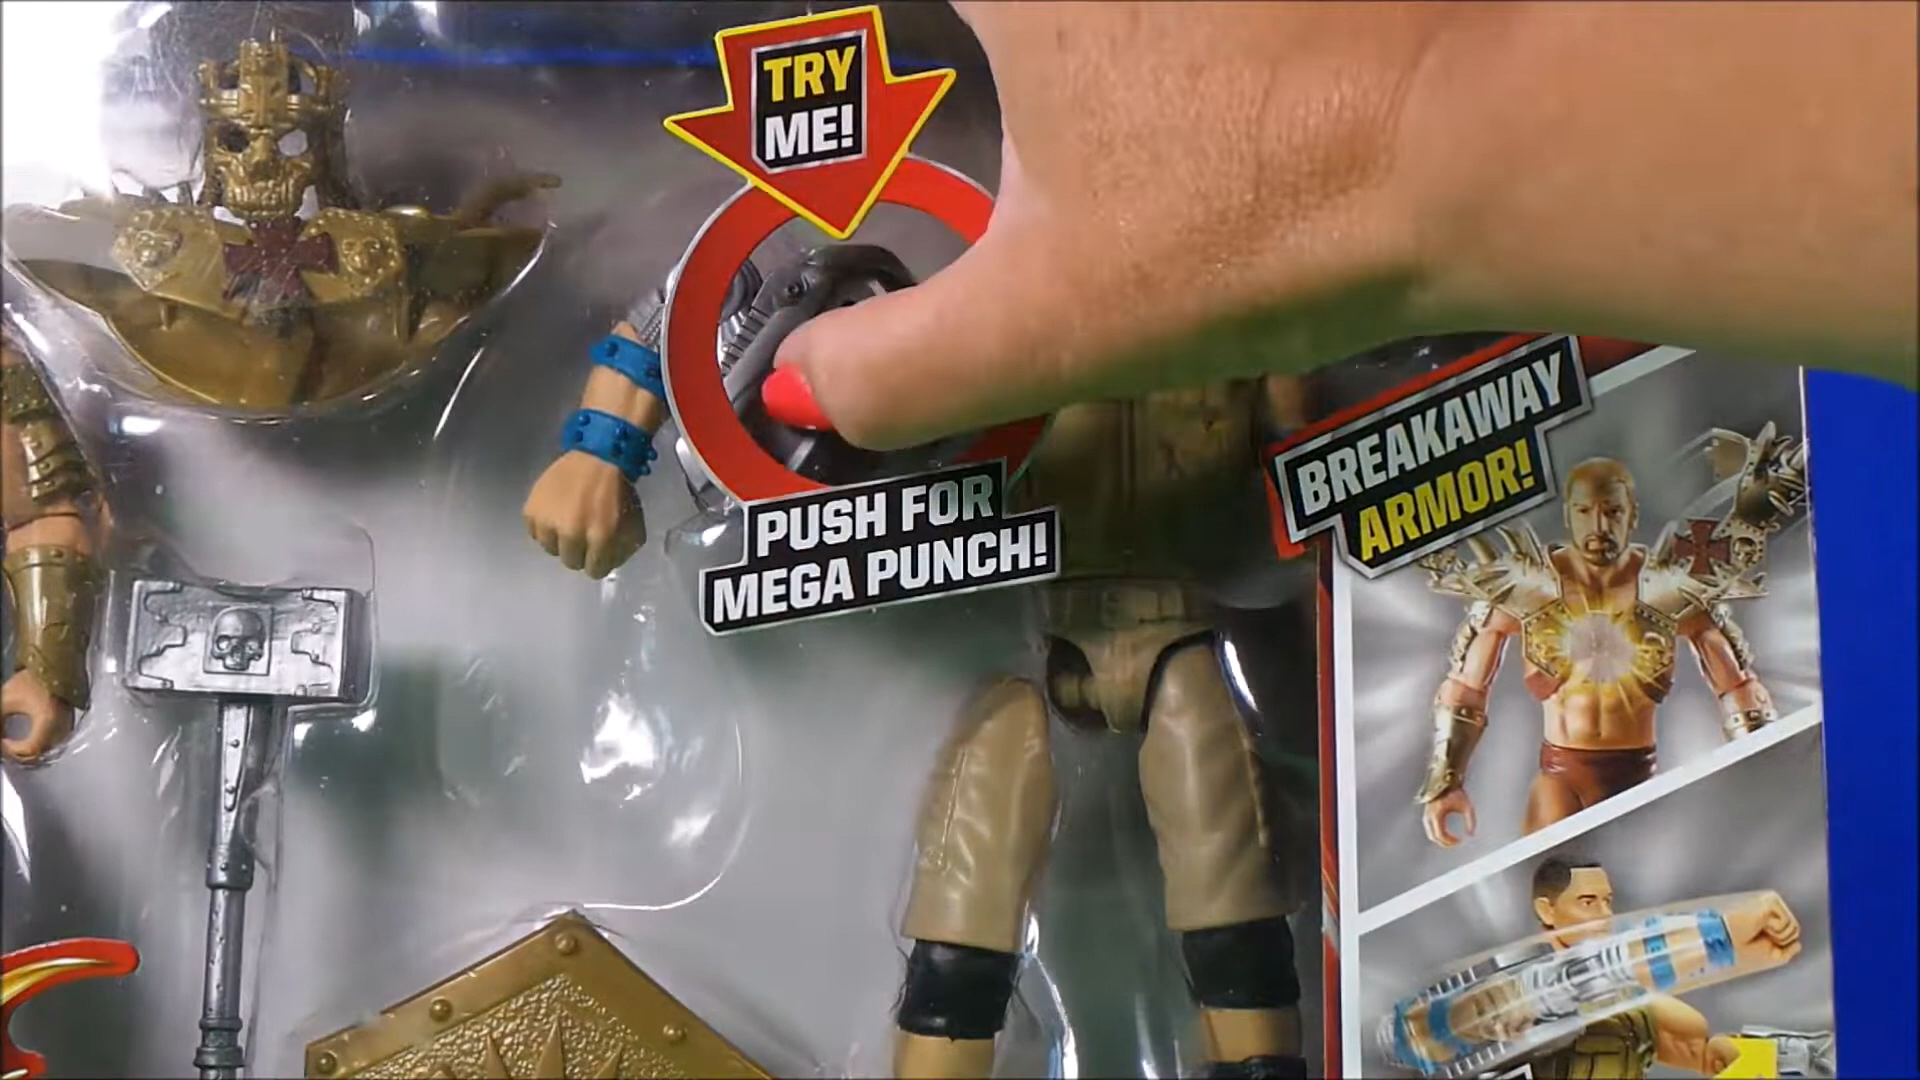 TRY
ME!
PUSH FOR
MEGA PUNCH!
BREAKAWAY
ARMOR!